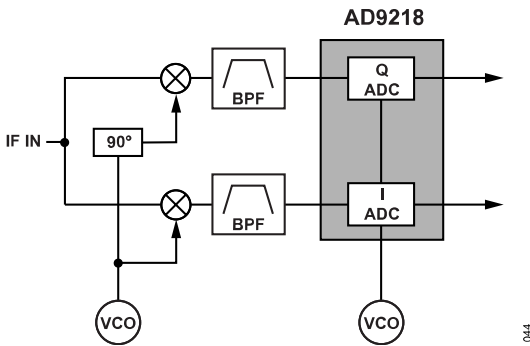 AD9218
BPF
Q
ADC
IF IN
90°
BPF
I
ADC
VCO
VCO
044